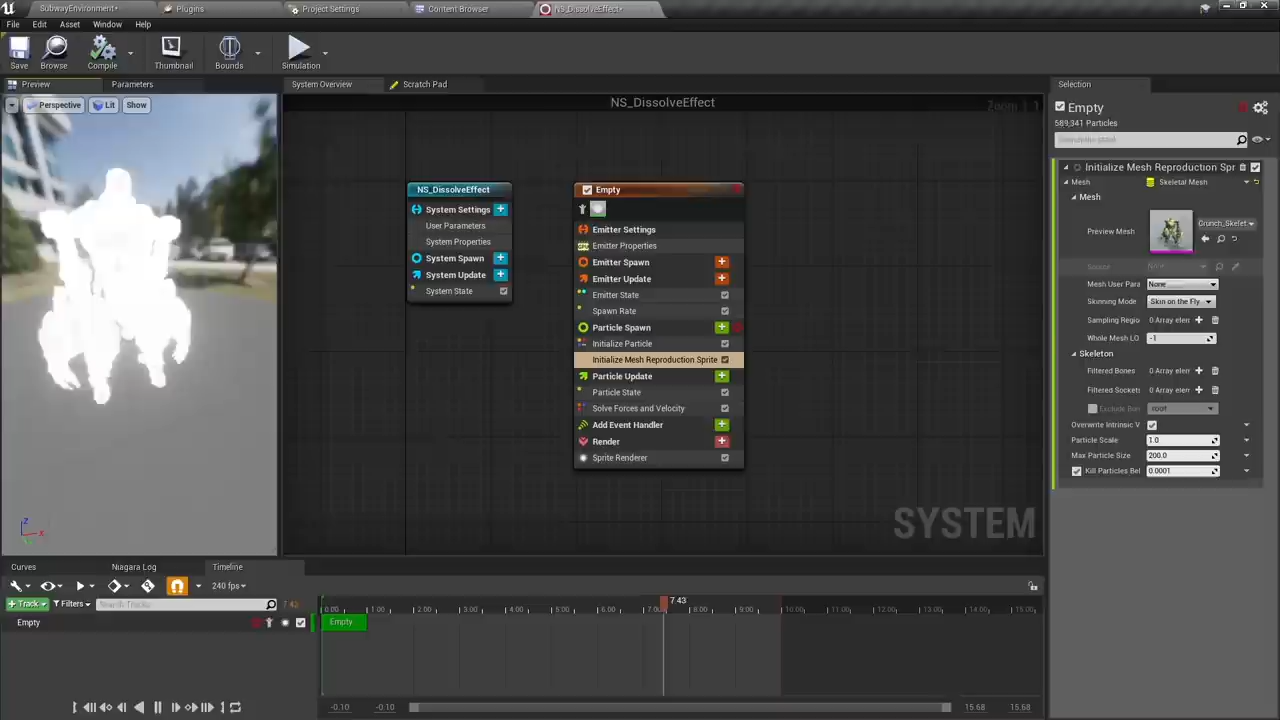 SubwayEnvironment*
Plugins
Project Settings
Content Browser
NS_DissolveEffect*
File Edit Asset Window Help
Save
Browse
Compile
Thumbnail
Bounds
Simulation
Preview
Parameters
System Overview
Scratch Pad
Selection
Perspective
Lit
Show
NS_DissolveEffect
Zoom 1:1
Empty
589,341 Particles
NS_DissolveEffect
System Settings
User Parameters
System Properties
System Spawn
System Update
System State
Empty
Emitter Settings
Emitter Properties
Emitter Spawn
Emitter Update
Emitter State
Spawn Rate
Particle Spawn
Initialize Particle
Initialize Mesh Reproduction Sprite
Particle Update
Particle State
Solve Forces and Velocity
Add Event Handler
Render
Sprite Renderer
SYSTEM
Initialize Mesh Reproduction Spr
Mesh Skeletal Mesh
Mesh
Preview Mesh Crunch_Skelet
Source None
Mesh User Para None
Skinning Mode Skin on the Fly
Sampling Regio 0 Array elem
Whole Mesh LO -1
Skeleton
Filtered Bones 0 Array elem
Filtered Sockets 0 Array elem
Exclude Bon root
Overwrite Intrinsic V
Particle Scale 1.0
Max Particle Size 200.0
Kill Particles Bel 0.0001
Curves
Niagara Log
Timeline
240 fps
Track
Filters
Search Tracks
7.43
Empty
0.00 1.00 2.00 3.00 4.00 5.00 6.00 7.00 7.43 8.00 9.00 10.00 11.00 12.00 13.00 14.00 15.00
Empty
-0.10 -0.10 15.68 15.68